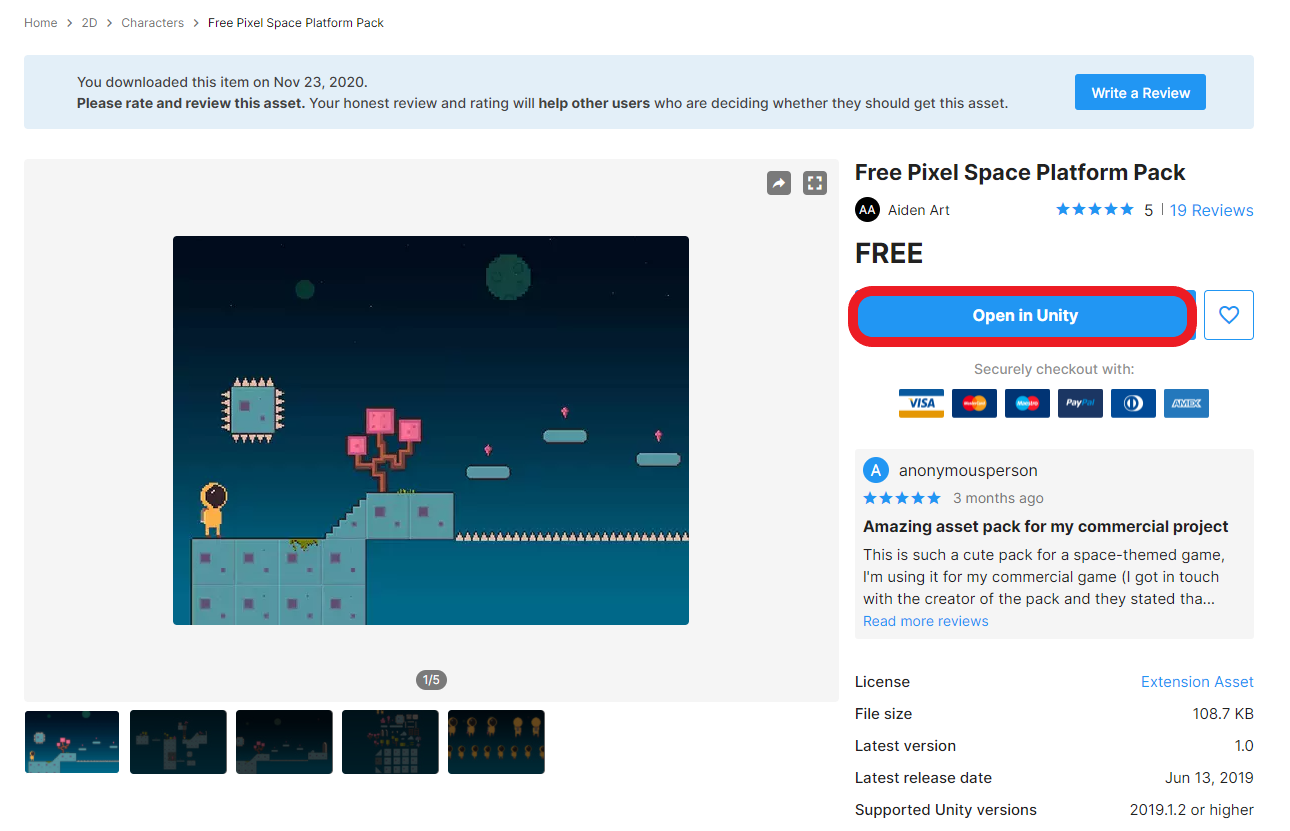 Home > 2D > Characters > Free Pixel Space Platform Pack
You downloaded this item on Nov 23, 2020.
Please rate and review this asset. Your honest review and rating will help other users who are deciding whether they should get this asset.
Write a Review
Free Pixel Space Platform Pack
AA Aiden Art
5 | 19 Reviews
FREE
Open in Unity
Securely checkout with:
VISA MasterCard Maestro PayPal AMEX
A anonymousperson
3 months ago
Amazing asset pack for my commercial project
This is such a cute pack for a space-themed game,
I'm using it for my commercial game (I got in touch
with the creator of the pack and they stated tha...
Read more reviews
1/5
License Extension Asset
File size 108.7 KB
Latest version 1.0
Latest release date Jun 13, 2019
Supported Unity versions 2019.1.2 or higher